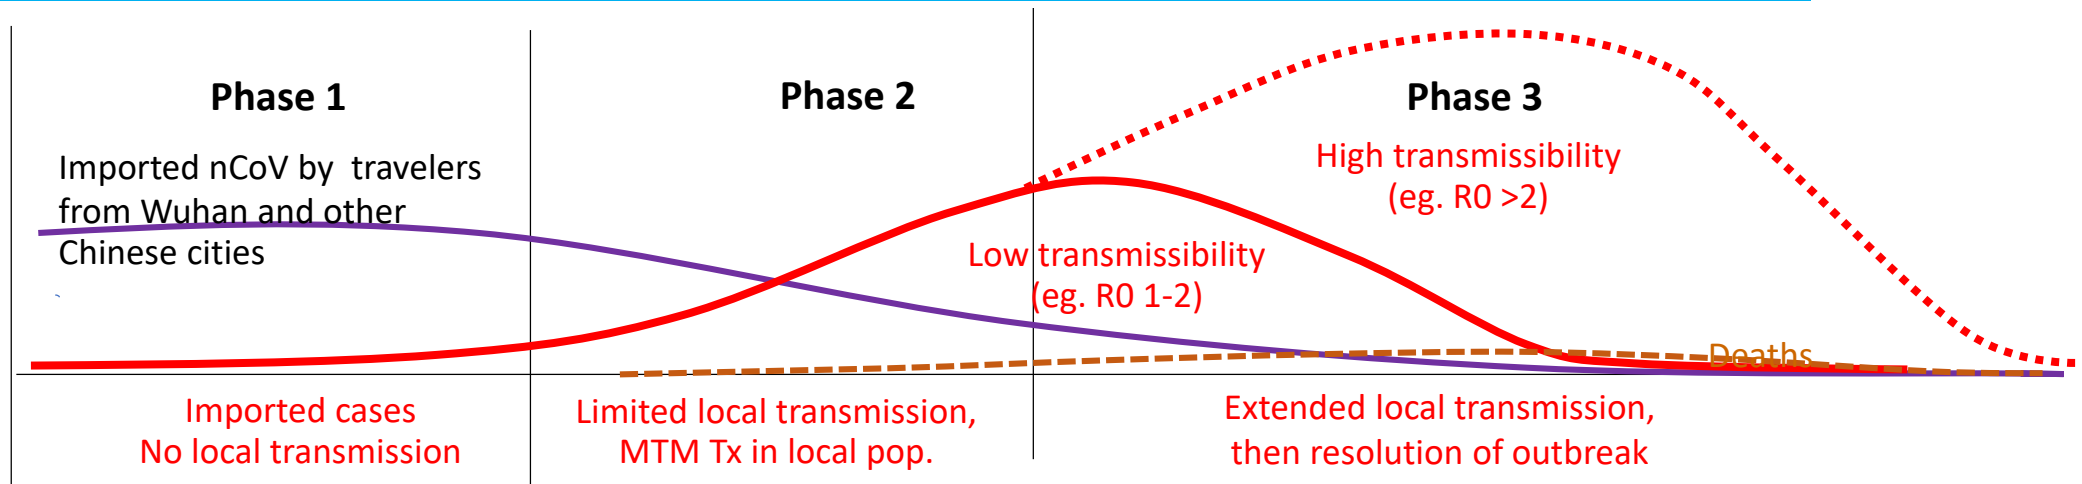 Phase 1
Imported nCoV by  travelers
from Wuhan and other
Chinese cities
Imported cases
No local transmission
Phase 2
Low transmissibility
(eg. R0 1-2)
Limited local transmission,
MTM Tx in local pop.
Phase 3
High transmissibility
(eg. R0 >2)
Deaths
Extended local transmission,
then resolution of outbreak